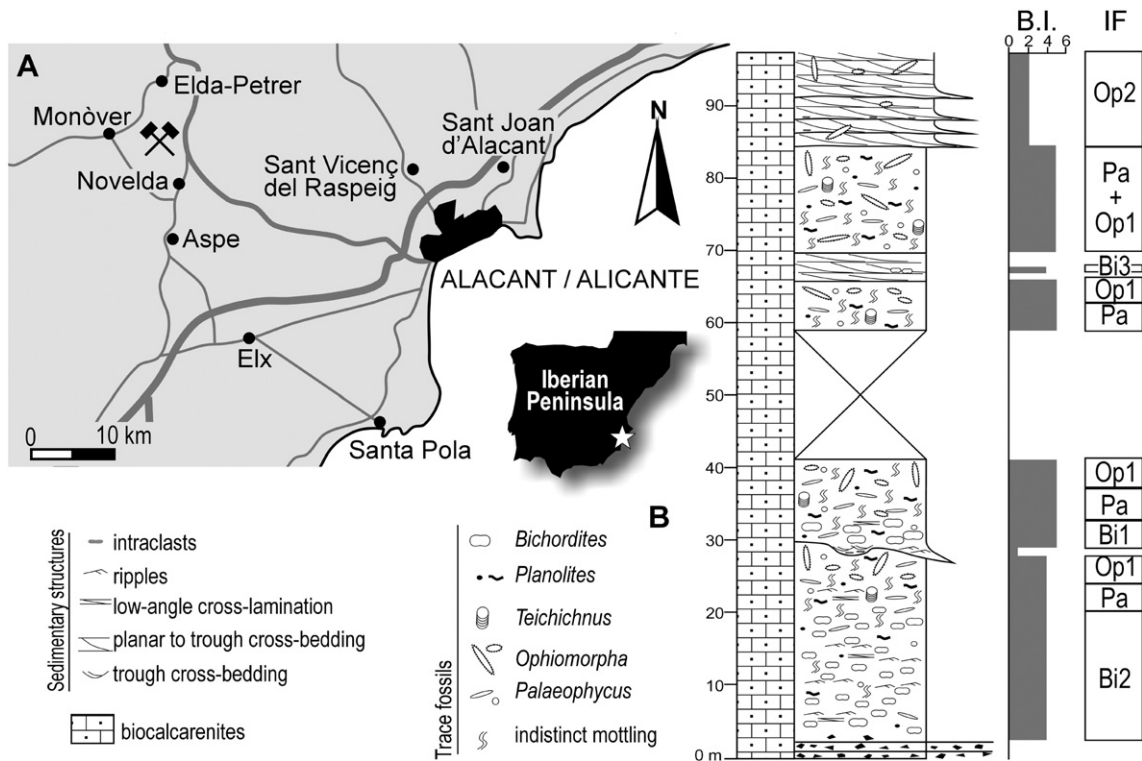 A
Elda-Petrer
Monòver
Novelda
Aspe
Sant Vicenç
del Raspeig
Sant Joan
d'Alacant
N
ALACANT / ALICANTE
Elx
Santa Pola
0 10 km
Iberian
Peninsula
Sedimentary structures
intraclasts
ripples
low-angle cross-lamination
planar to trough cross-bedding
trough cross-bedding
biocalcarenites
Trace fossils
Bichordites
Planolites
Teichichnus
Ophiomorpha
Palaeophycus
indistinct mottling
B
90
80
70
60
50
40
30
20
10
0 m
B.I.
0 2 4 6
IF
Op2
Pa
+
Op1
Bi3
Op1
Pa
Op1
Pa
Bi1
Op1
Pa
Bi2